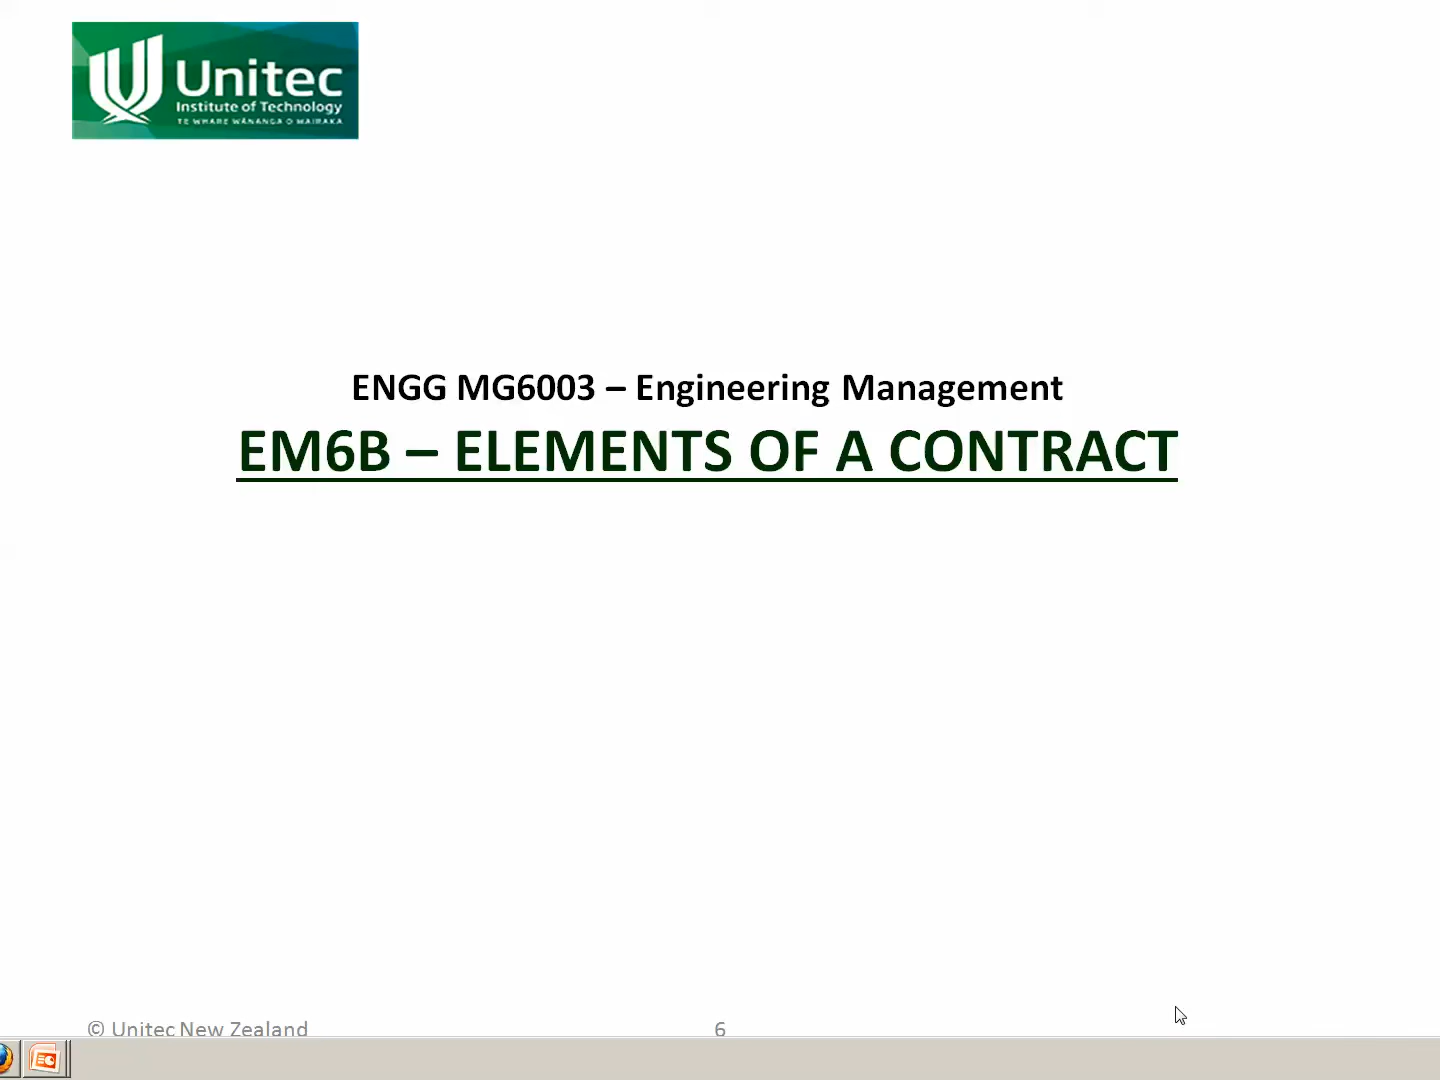 Unitec
Institute of Technology
TE WHARE WĀNANGA O WAIRAKA
ENGG MG6003 – Engineering Management
EM6B – ELEMENTS OF A CONTRACT
© Unitec New Zealand
6